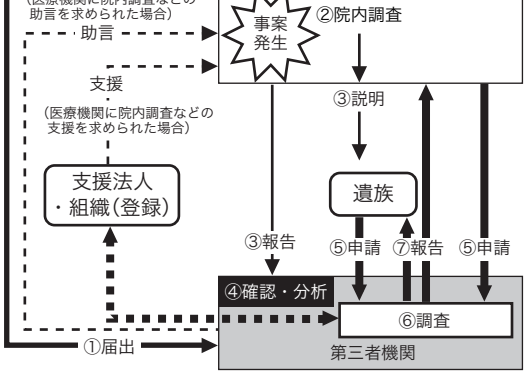 （医療機関に院内調査などの
助言を求められた場合）
助言
事案
発生
②院内調査
支援
（医療機関に院内調査などの
支援を求められた場合）
③説明
支援法人
・組織（登録）
遺族
③報告
⑤申請
⑦報告
⑤申請
④確認・分析
⑥調査
①届出
第三者機関